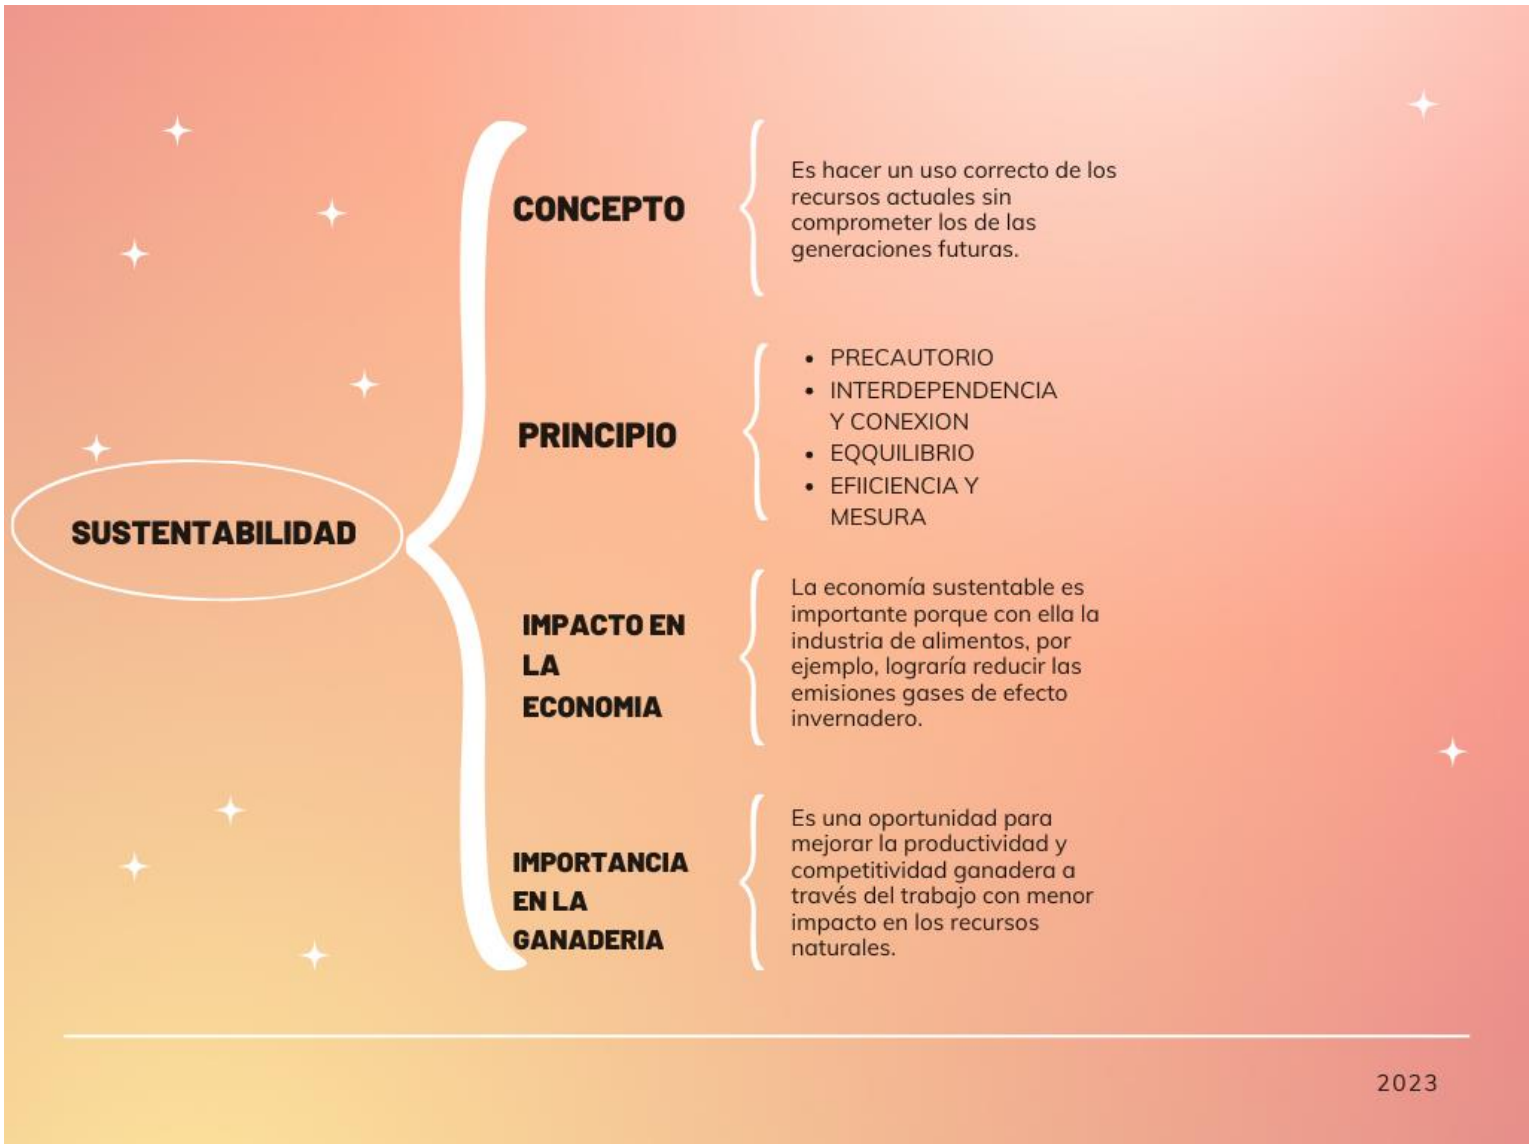 SUSTENTABILIDAD
CONCEPTO
Es hacer un uso correcto de los
recursos actuales sin
comprometer los de las
generaciones futuras.
PRINCIPIO
• PRECAUTORIO
• INTERDEPENDENCIA
Y CONEXION
• EQQUILIBRIO
• EFIICIENCIA Y
MESURA
IMPACTO EN
LA
ECONOMIA
La economía sustentable es
importante porque con ella la
industria de alimentos, por
ejemplo, lograría reducir las
emisiones gases de efecto
invernadero.
IMPORTANCIA
EN LA
GANADERIA
Es una oportunidad para
mejorar la productividad y
competitividad ganadera a
través del trabajo con menor
impacto en los recursos
naturales.
2023